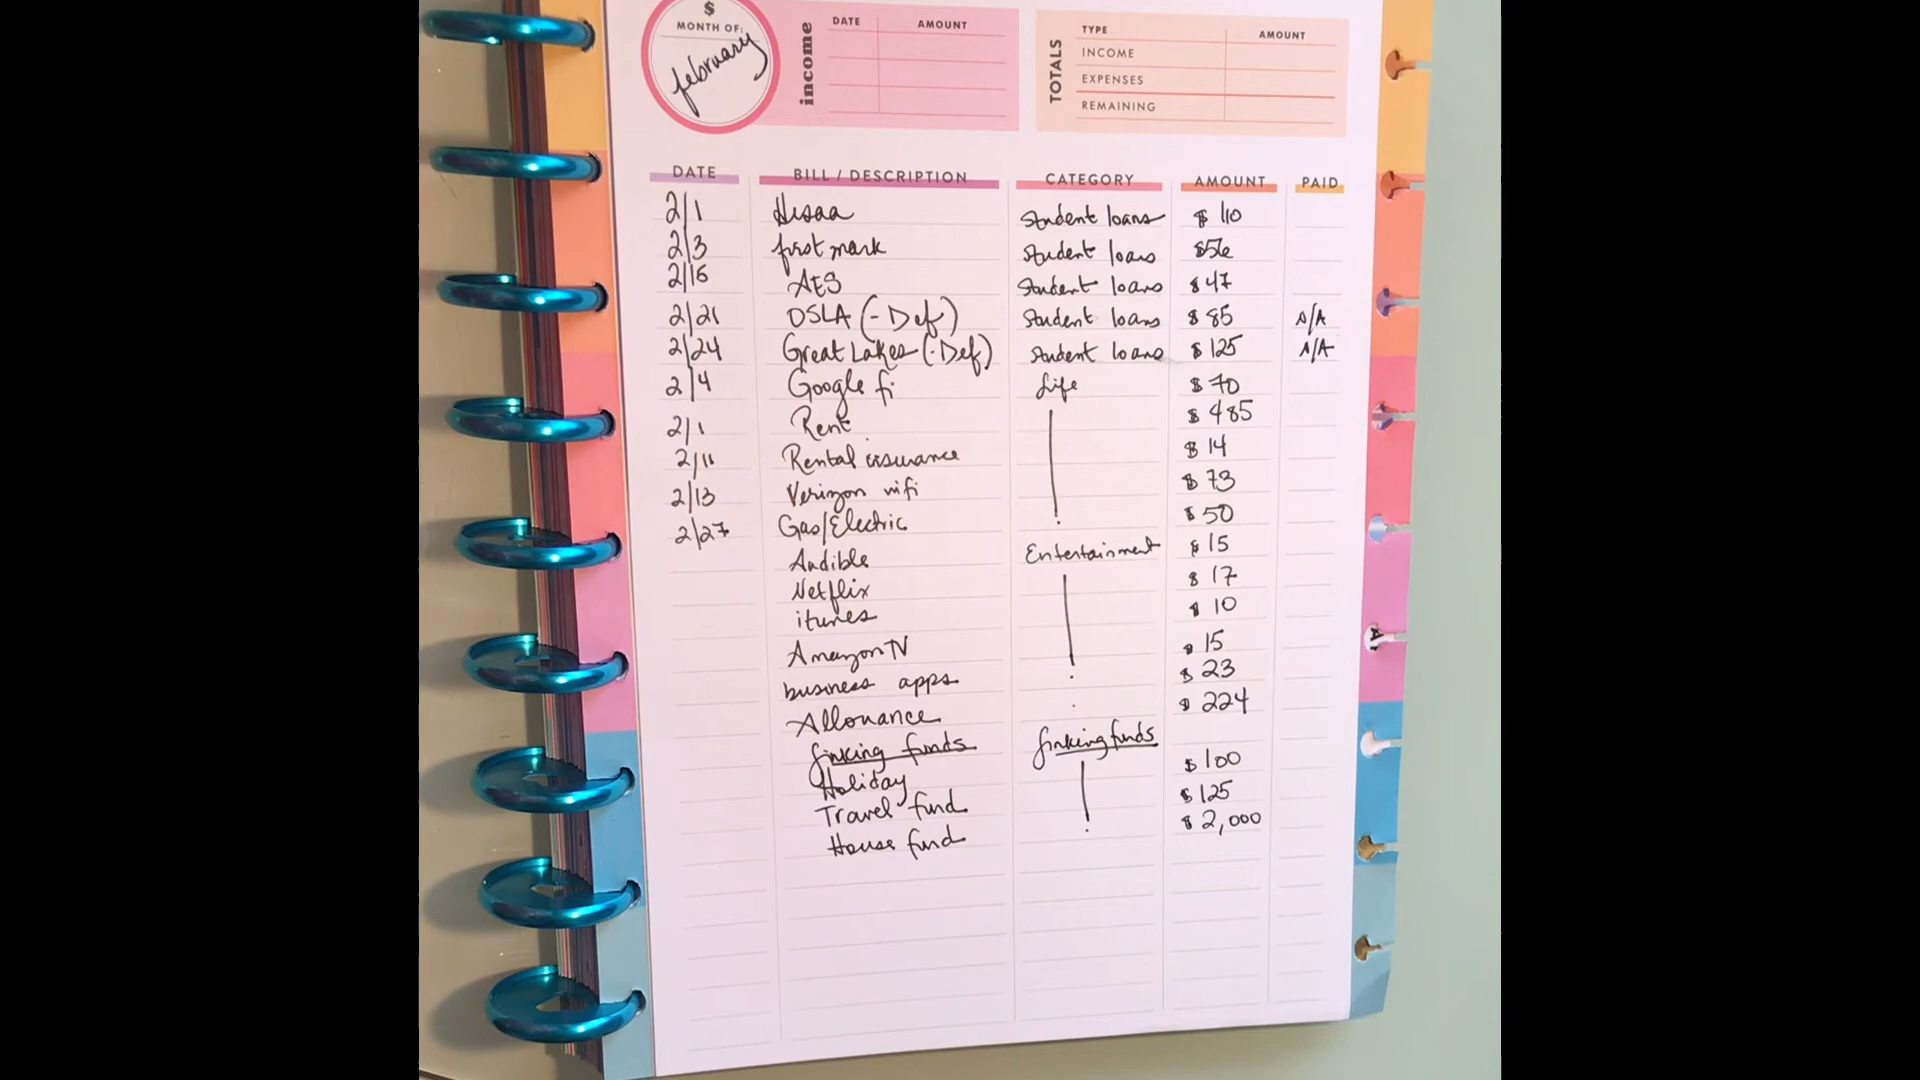 $
MONTH OF:
february
income
DATE AMOUNT
TOTALS
TYPE AMOUNT
INCOME
EXPENSES
REMAINING
DATE BILL / DESCRIPTION CATEGORY AMOUNT PAID
2/1 Hesaa student loans $110
2/3 first mark student loans $56
2/16 AES student loans $47
2/21 OSLA (-Def) student loans $85 N/A
2/24 Great Lakes (-Def) student loans $125 N/A
2/4 Google fi Life $70
2/1 Rent $485
2/11 Rental insurance $14
2/13 Verizon wifi $73
2/27 Gas/Electric $50
Audible Entertainment $15
Netflix $17
itunes $10
Amazon TV $15
business apps $23
Allowance $224
sinking funds sinking funds
Holiday $100
Travel fund $125
House fund $2,000